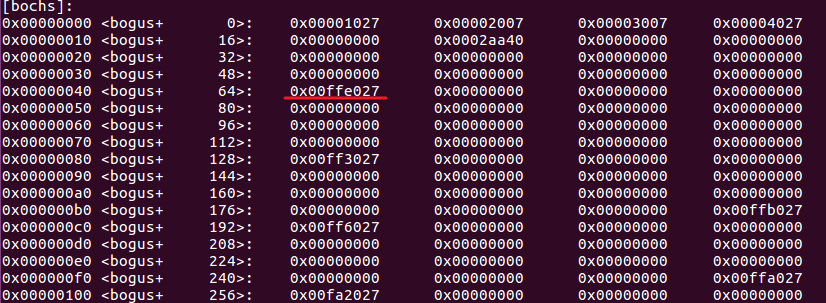 [bochs]:
0x00000000 <bogus+       0>:    0x00001027      0x00002007      0x00003007      0x00004027
0x00000010 <bogus+      16>:    0x00000000      0x0002aa40      0x00000000      0x00000000
0x00000020 <bogus+      32>:    0x00000000      0x00000000      0x00000000      0x00000000
0x00000030 <bogus+      48>:    0x00000000      0x00000000      0x00000000      0x00000000
0x00000040 <bogus+      64>:    0x00ffe027      0x00000000      0x00000000      0x00000000
0x00000050 <bogus+      80>:    0x00000000      0x00000000      0x00000000      0x00000000
0x00000060 <bogus+      96>:    0x00000000      0x00000000      0x00000000      0x00000000
0x00000070 <bogus+     112>:    0x00000000      0x00000000      0x00000000      0x00000000
0x00000080 <bogus+     128>:    0x00ff3027      0x00000000      0x00000000      0x00000000
0x00000090 <bogus+     144>:    0x00000000      0x00000000      0x00000000      0x00000000
0x000000a0 <bogus+     160>:    0x00000000      0x00000000      0x00000000      0x00000000
0x000000b0 <bogus+     176>:    0x00000000      0x00000000      0x00000000      0x00ffb027
0x000000c0 <bogus+     192>:    0x00ff6027      0x00000000      0x00000000      0x00000000
0x000000d0 <bogus+     208>:    0x00000000      0x00000000      0x00000000      0x00000000
0x000000e0 <bogus+     224>:    0x00000000      0x00000000      0x00000000      0x00000000
0x000000f0 <bogus+     240>:    0x00000000      0x00000000      0x00000000      0x00ffa027
0x00000100 <bogus+     256>:    0x00fa2027      0x00000000      0x00000000      0x00000000